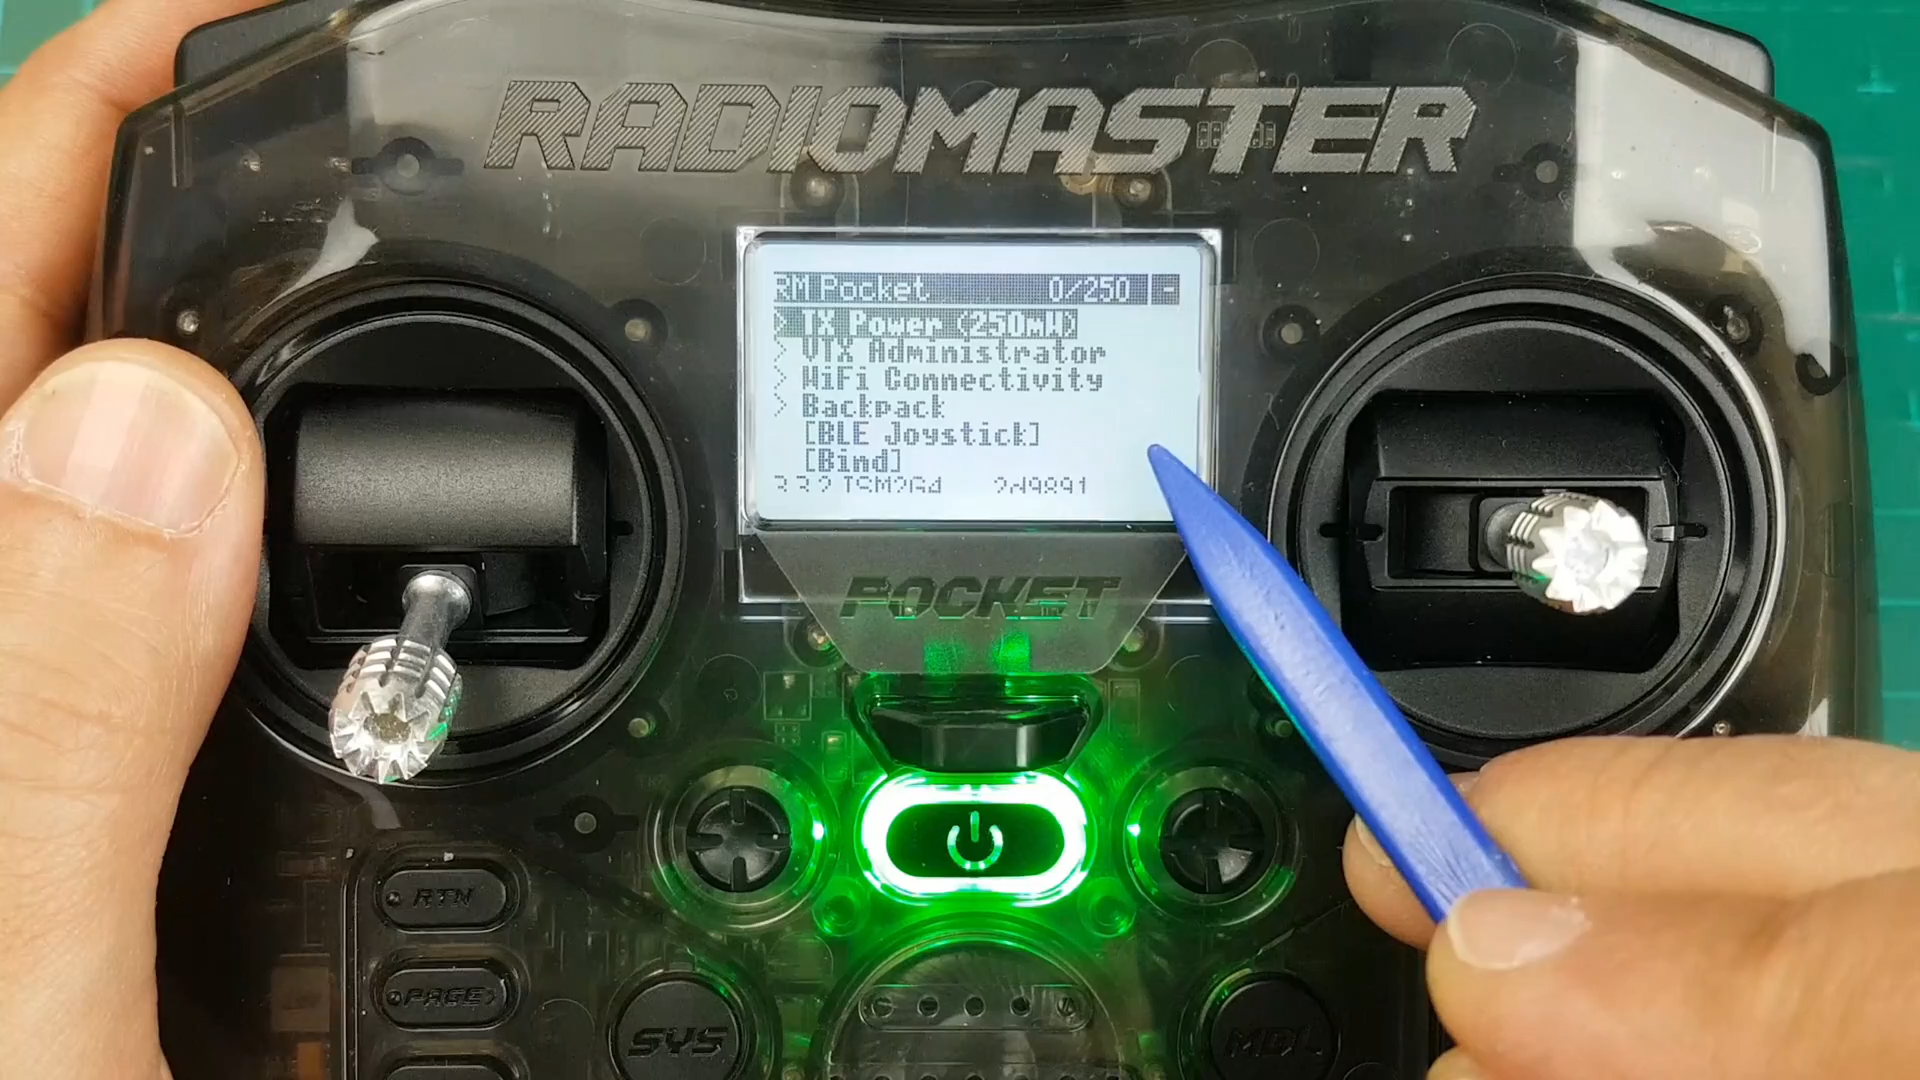 RADIOMASTER
RM Pocket 0/250 -
> TX Power (250mW)
> VTX Administrator
> WiFi Connectivity
> Backpack
[BLE Joystick]
[Bind]
POCKET
RTN
PAGE>
SYS
MDL